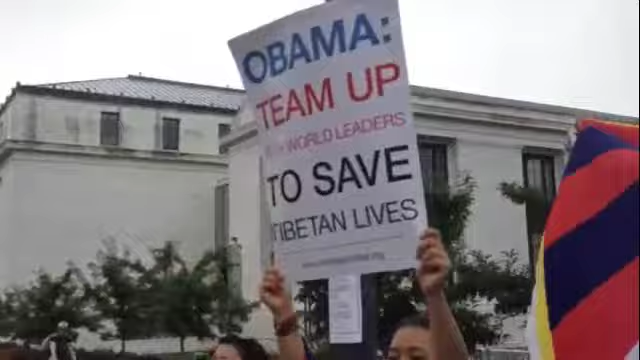 OBAMA:
TEAM UP
WORLD LEADERS
TO SAVE
TIBETAN LIVES